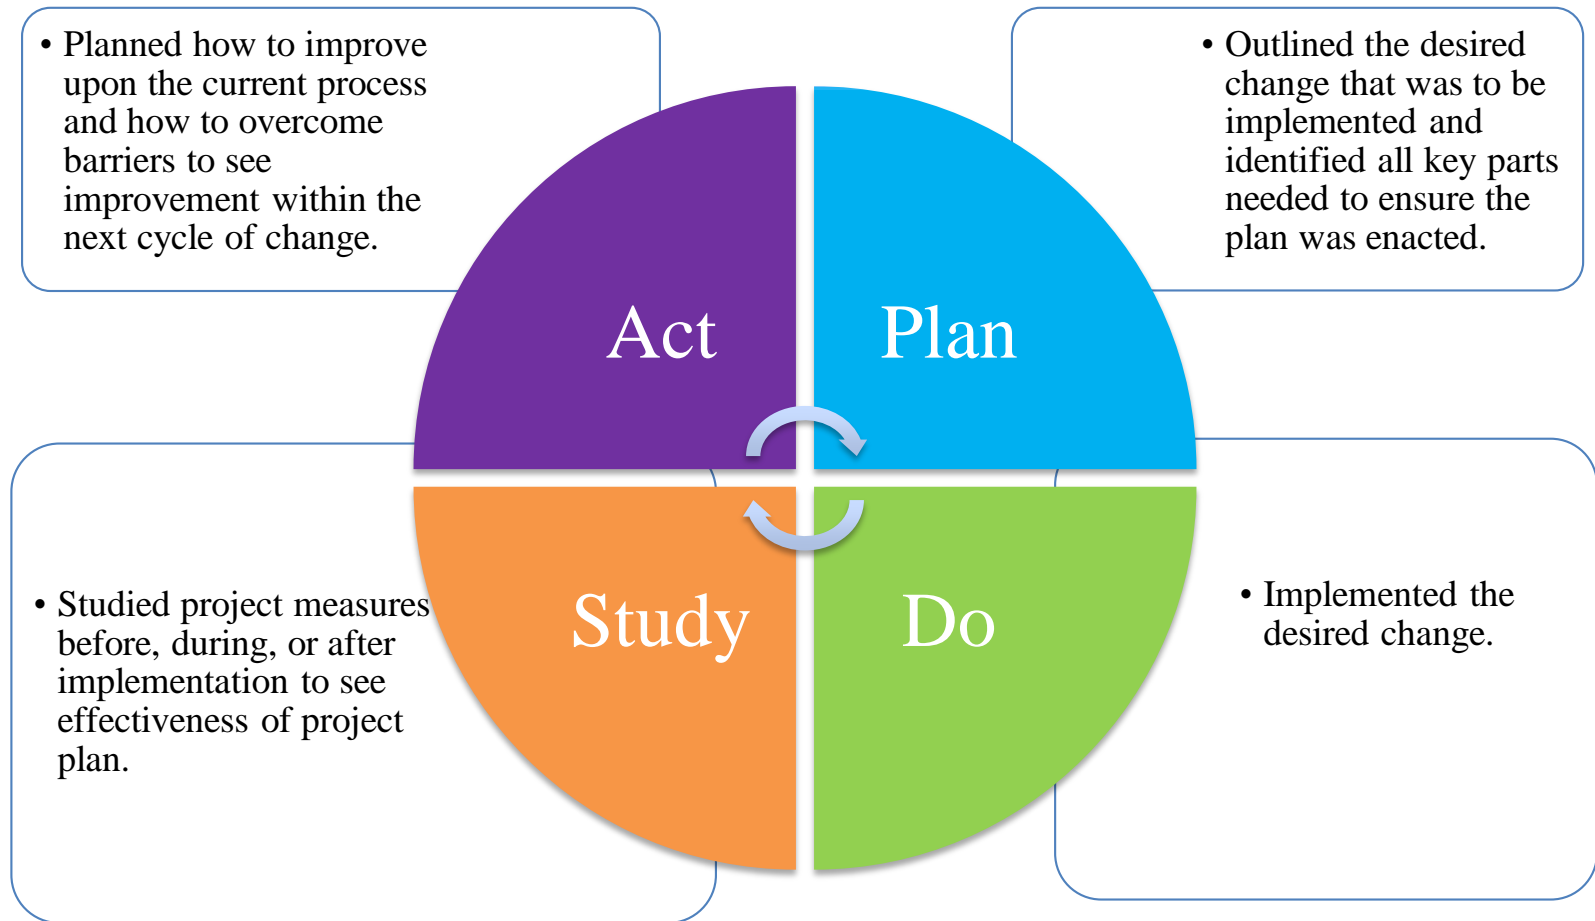 • Planned how to improve
upon the current process
and how to overcome
barriers to see
improvement within the
next cycle of change.
• Outlined the desired
change that was to be
implemented and
identified all key parts
needed to ensure the
plan was enacted.
Act
Plan
Study
Do
• Studied project measures
before, during, or after
implementation to see
effectiveness of project
plan.
• Implemented the
desired change.